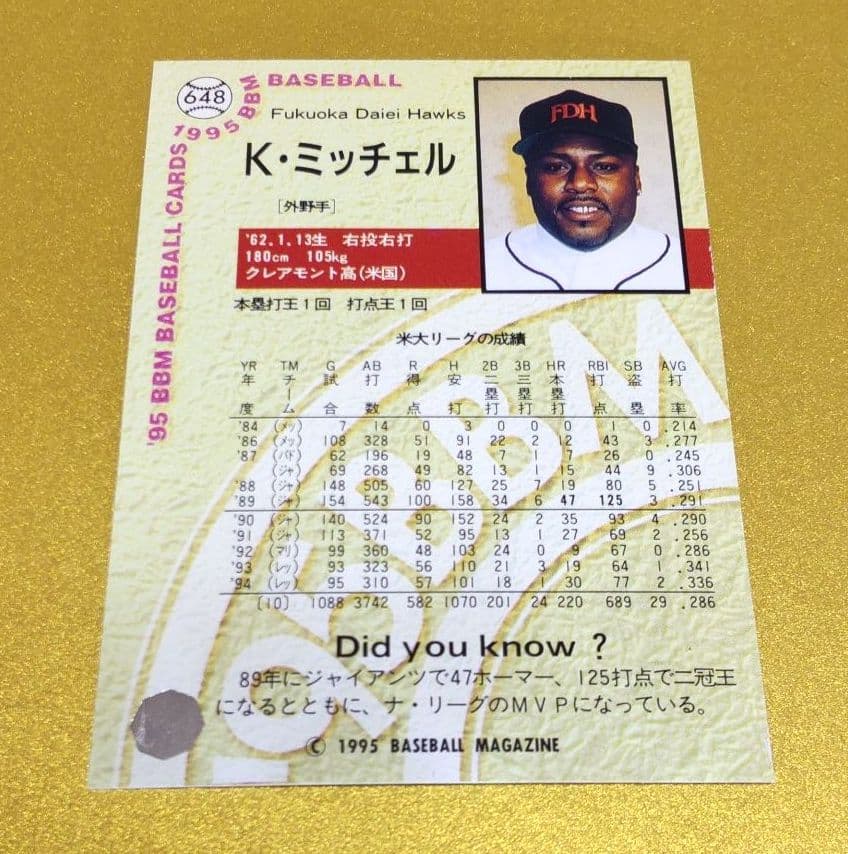 648
'95 BBM BASEBALL CARDS 1995 BBM BASEBALL
Fukuoka Daiei Hawks
K・ミッチェル
FDH
[外野手]
'62.1.13生 右投右打
180cm 105kg
クレアモント高(米国)
本塁打王1回 打点王1回
米大リーグの成績
YR TM G AB R H 2B 3B HR RBI SB AVG
年度 チーム 試合 打数 得点 安打 二塁打 三塁打 本塁打 打点 盗塁 打率
'84 (メッ) 7 14 0 3 0 0 0 1 0 .214
'86 (メッ) 108 328 51 91 22 2 12 43 3 .277
'87 (パド) 62 196 19 48 7 1 7 26 0 .245
(ジャ) 69 268 49 82 13 1 15 44 9 .306
'88 (ジャ) 148 505 60 127 25 7 19 80 5 .251
'89 (ジャ) 154 543 100 158 34 6 47 125 3 .291
'90 (ジャ) 140 524 90 152 24 2 35 93 4 .290
'91 (ジャ) 113 371 52 95 13 1 27 69 2 .256
'92 (マリ) 99 360 48 103 24 0 9 67 0 .286
'93 (レッ) 93 323 56 110 21 3 19 64 1 .341
'94 (レッ) 95 310 57 101 18 1 30 77 2 .336
[10] 1088 3742 582 1070 201 24 220 689 29 .286
Did you know ?
89年にジャイアンツで47ホーマー、125打点で二冠王
になるとともに、ナ・リーグのMVPになっている。
© 1995 BASEBALL MAGAZINE
'95BBM